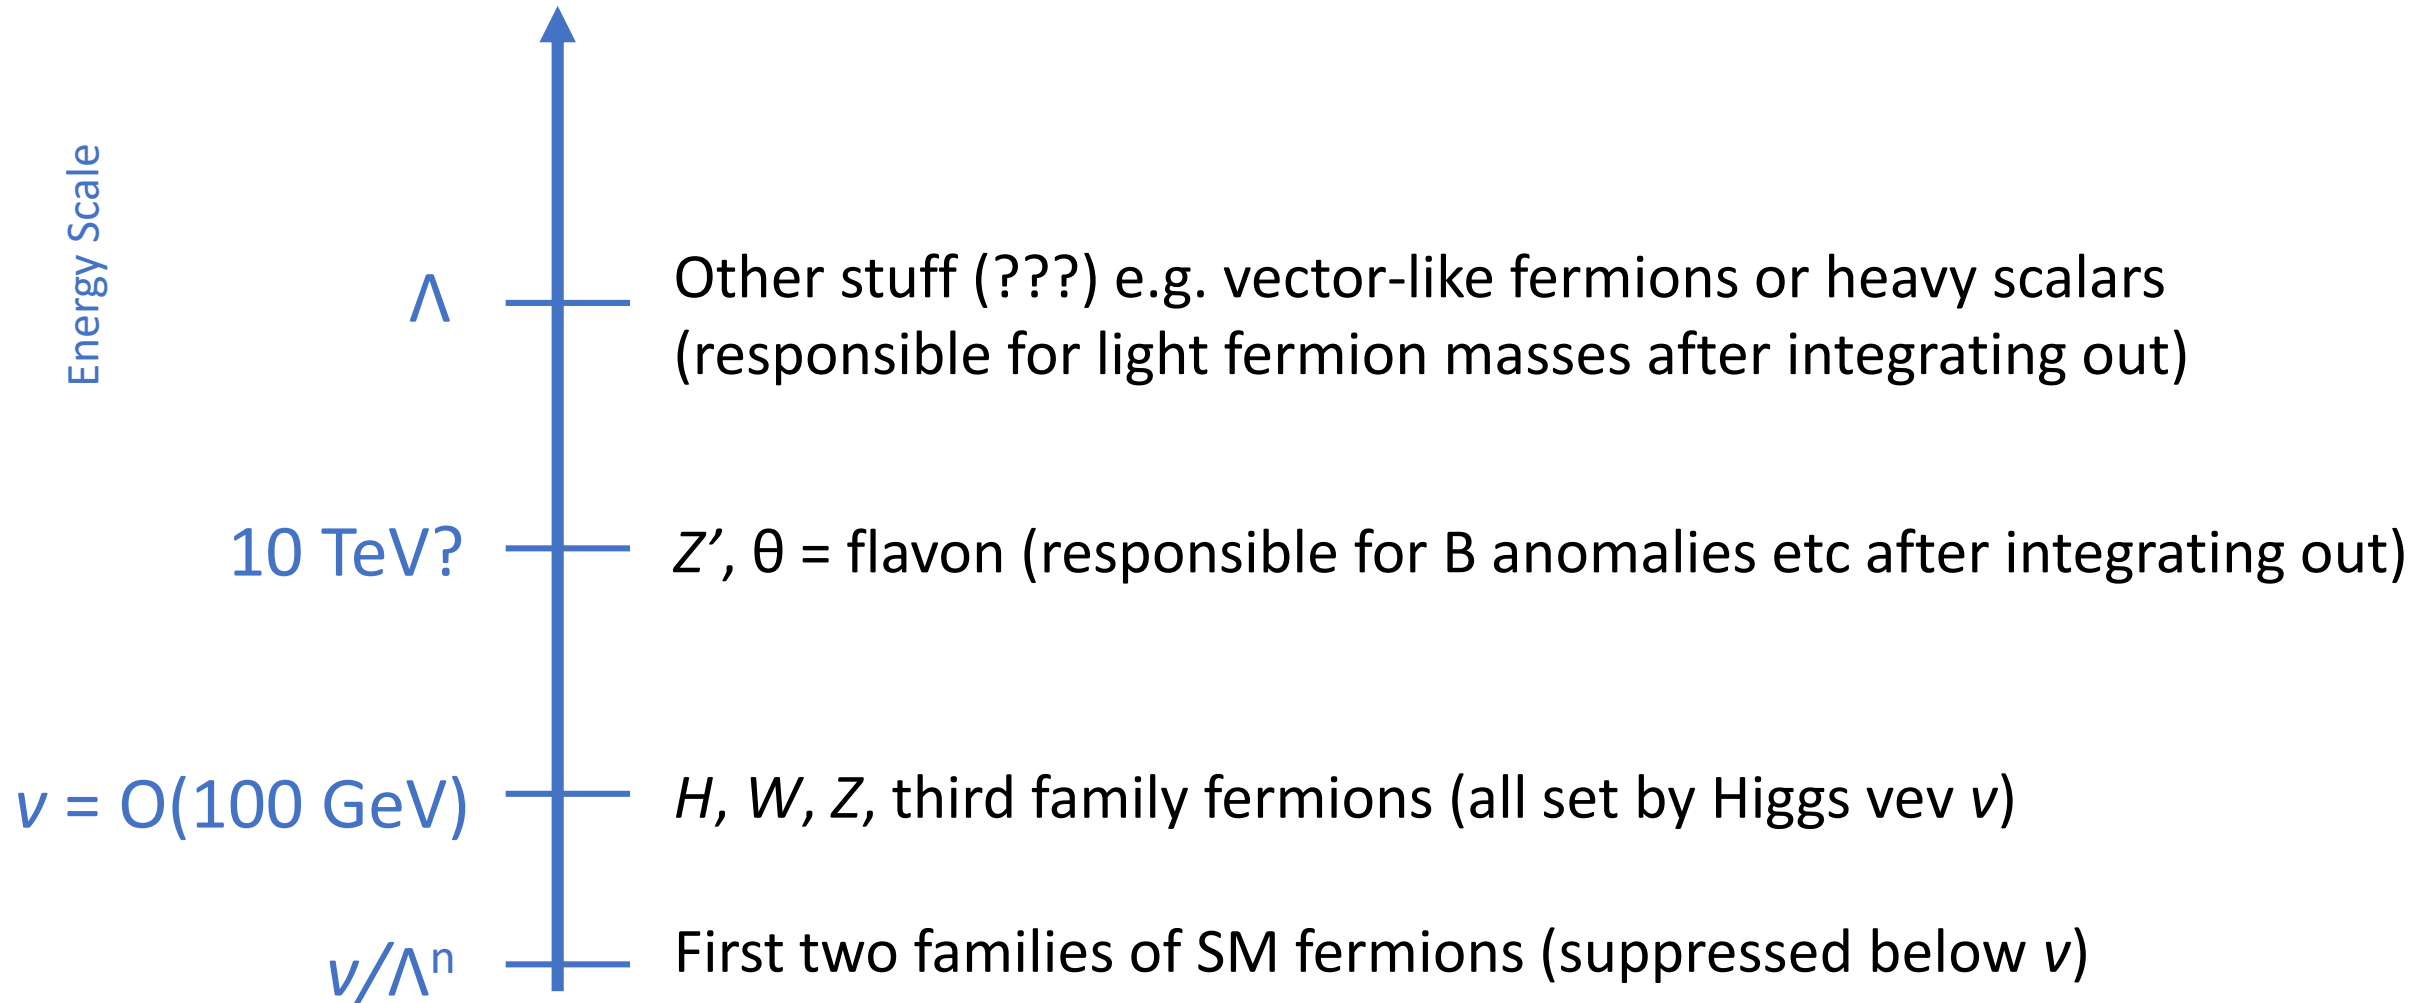 Energy Scale
Λ
Other stuff (???) e.g. vector-like fermions or heavy scalars
(responsible for light fermion masses after integrating out)
10 TeV?
Z′, θ = flavon (responsible for B anomalies etc after integrating out)
v = O(100 GeV)
H, W, Z, third family fermions (all set by Higgs vev v)
v/Λⁿ
First two families of SM fermions (suppressed below v)